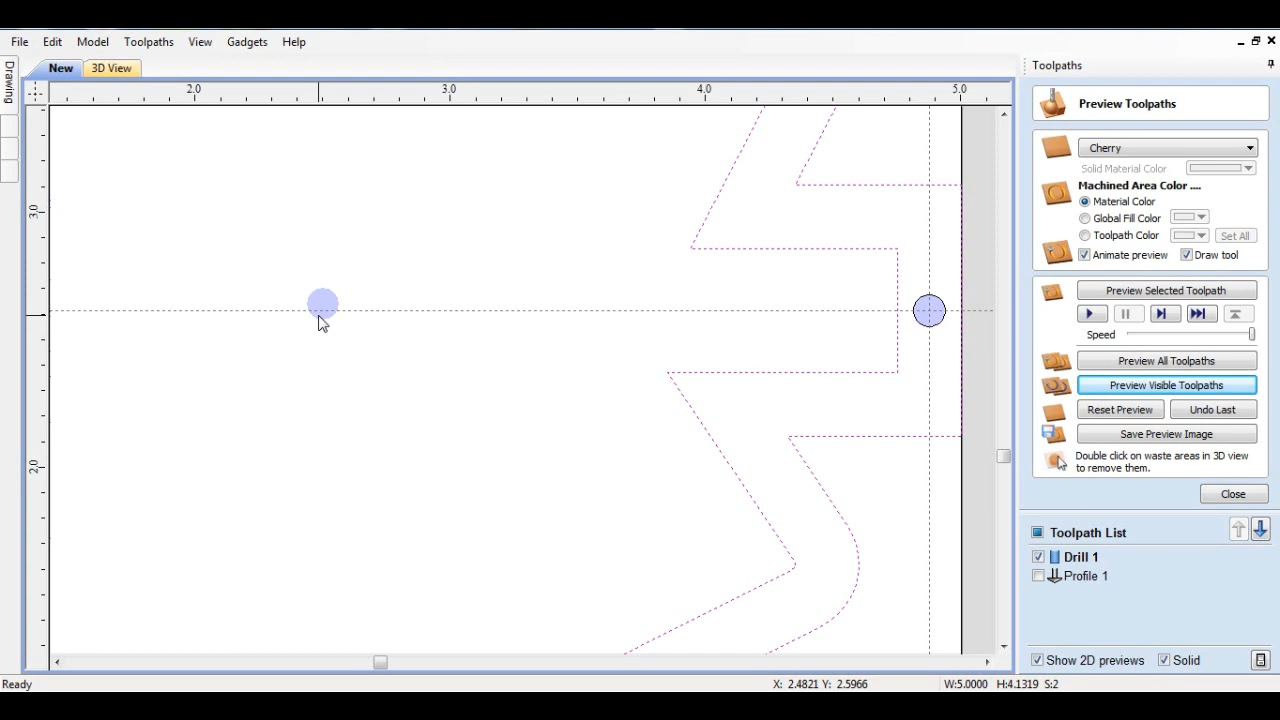 File Edit Model Toolpaths View Gadgets Help
Drawing
New 3D View
2.0 3.0 4.0 5.0
3.0
2.0
Toolpaths
Preview Toolpaths
Cherry
Solid Material Color
Machined Area Color ....
Material Color
Global Fill Color
Toolpath Color Set All
Animate preview Draw tool
Preview Selected Toolpath
Speed
Preview All Toolpaths
Preview Visible Toolpaths
Reset Preview Undo Last
Save Preview Image
Double click on waste areas in 3D view
to remove them.
Close
Toolpath List
Drill 1
Profile 1
Show 2D previews Solid
Ready X: 2.4821 Y: 2.5966 W:5.0000 H:4.1319 S:2